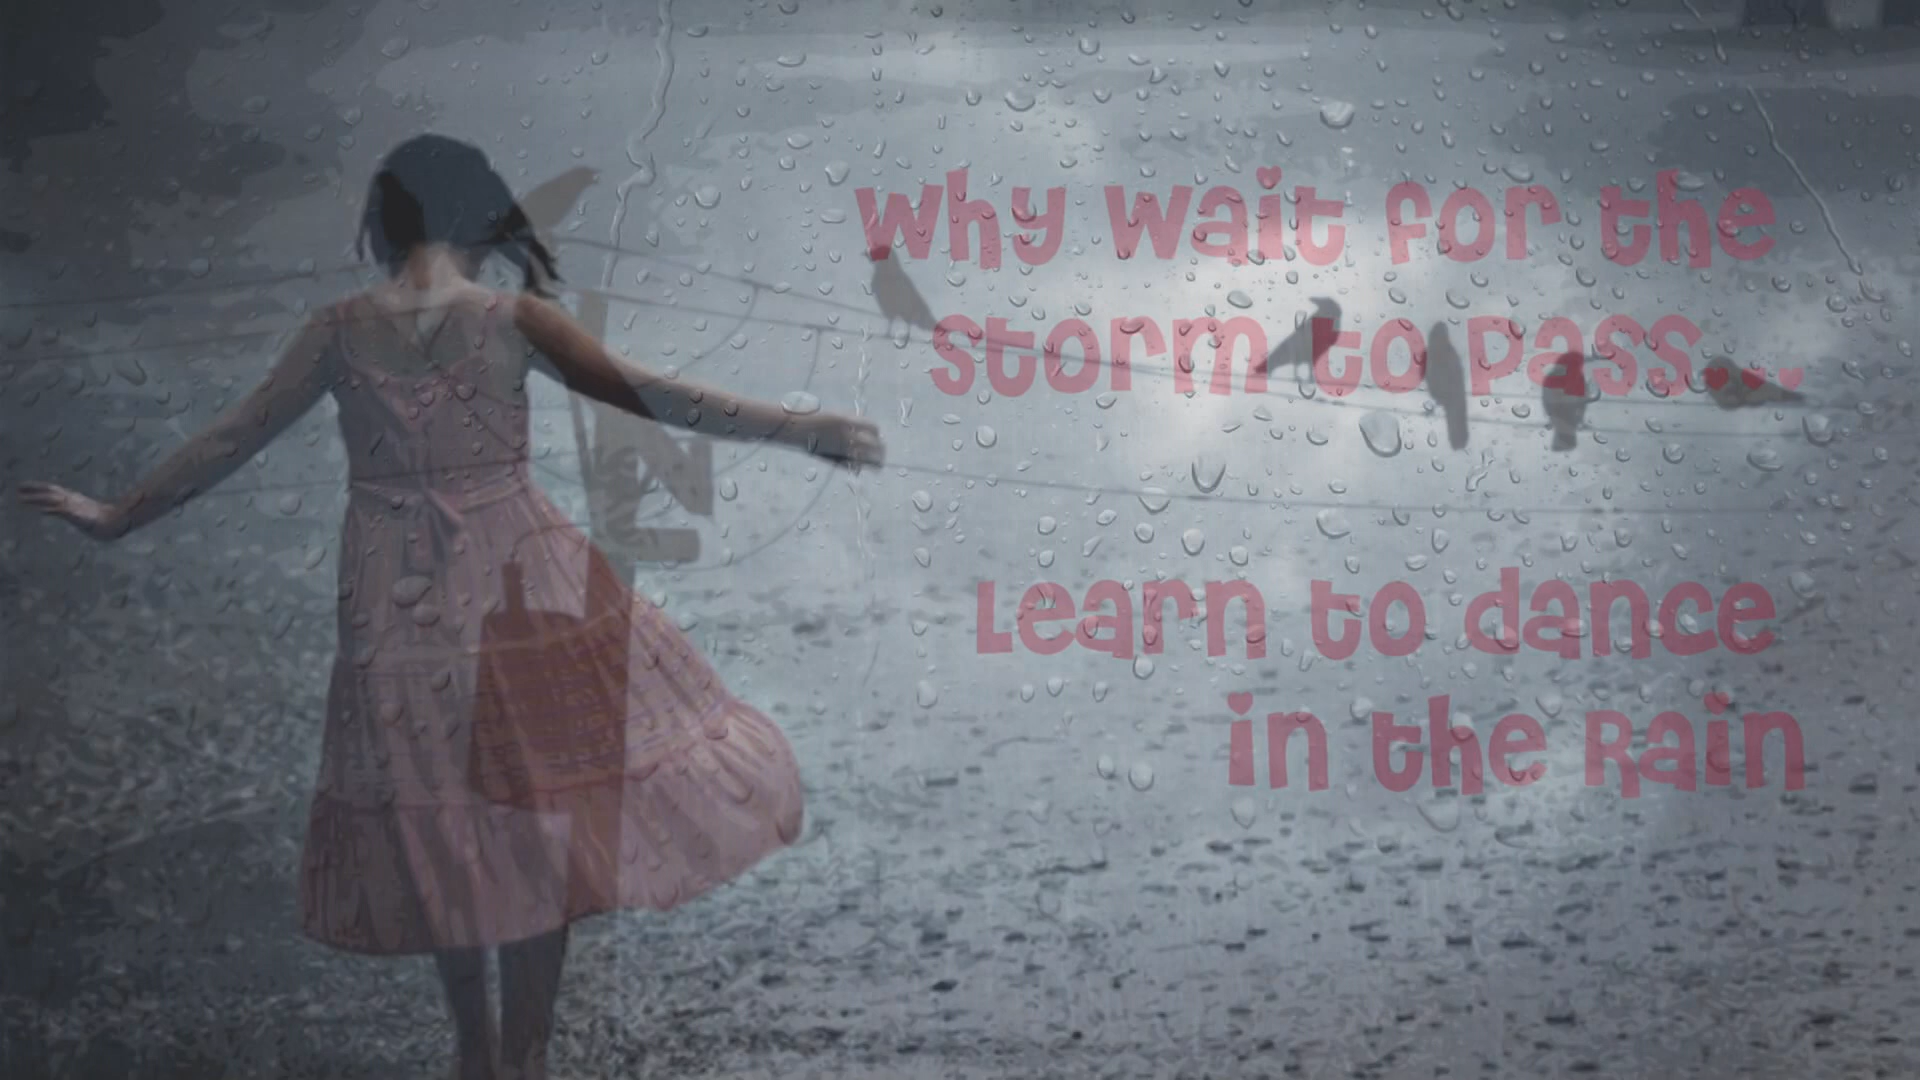 Why wait for the
storm to pass...
Learn to dance
in the Rain